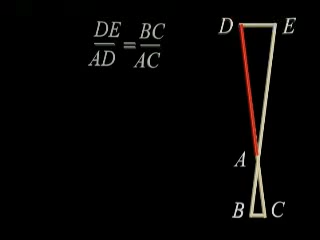 DE/AD = BC/AC
D E
A
B C